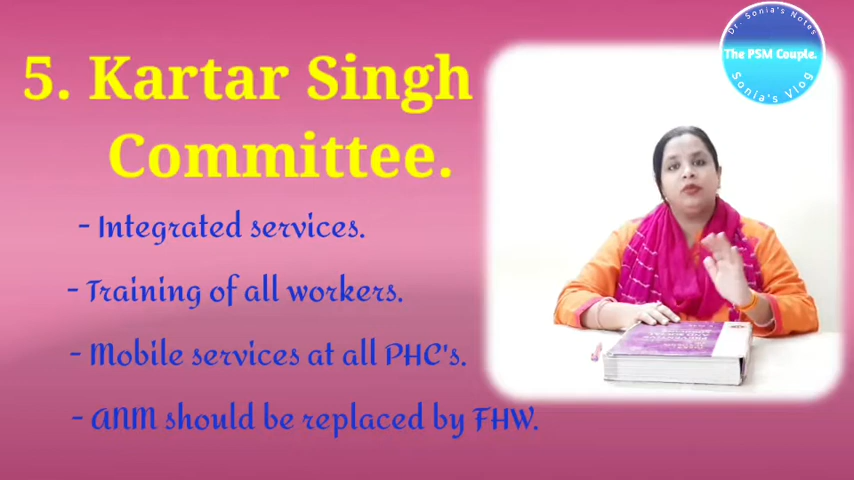 5. Kartar Singh
Committee.
- Integrated services.
- Training of all workers.
- Mobile services at all PHC's.
- ANM should be replaced by FHW.
Dr. Sonia's Notes
The PSM Couple.
Sonia's Vlog